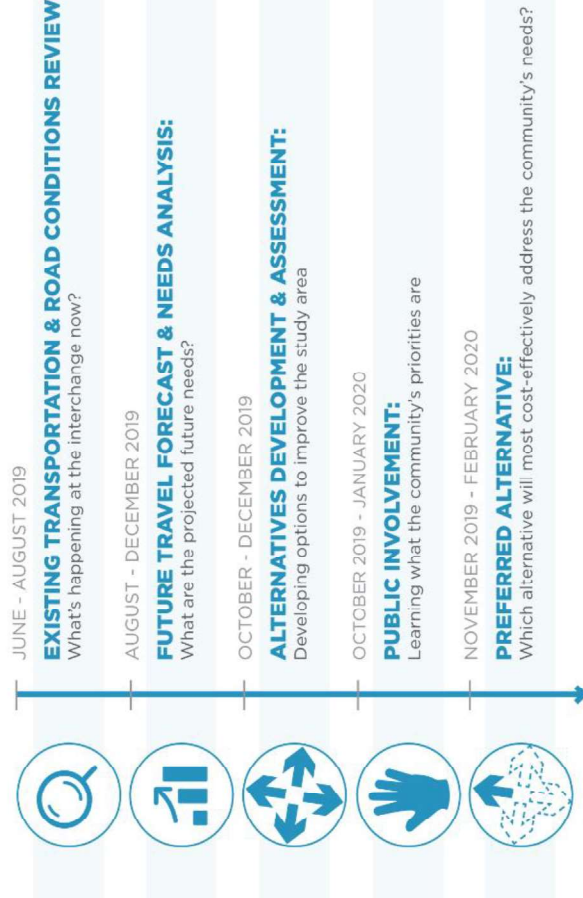 JUNE - AUGUST 2019
EXISTING TRANSPORTATION & ROAD CONDITIONS REVIEW
What's happening at the interchange now?
AUGUST - DECEMBER 2019
FUTURE TRAVEL FORECAST & NEEDS ANALYSIS:
What are the projected future needs?
OCTOBER - DECEMBER 2019
ALTERNATIVES DEVELOPMENT & ASSESSMENT:
Developing options to improve the study area
OCTOBER 2019 - JANUARY 2020
PUBLIC INVOLVEMENT:
Learning what the community's priorities are
NOVEMBER 2019 - FEBRUARY 2020
PREFERRED ALTERNATIVE:
Which alternative will most cost-effectively address the community's needs?